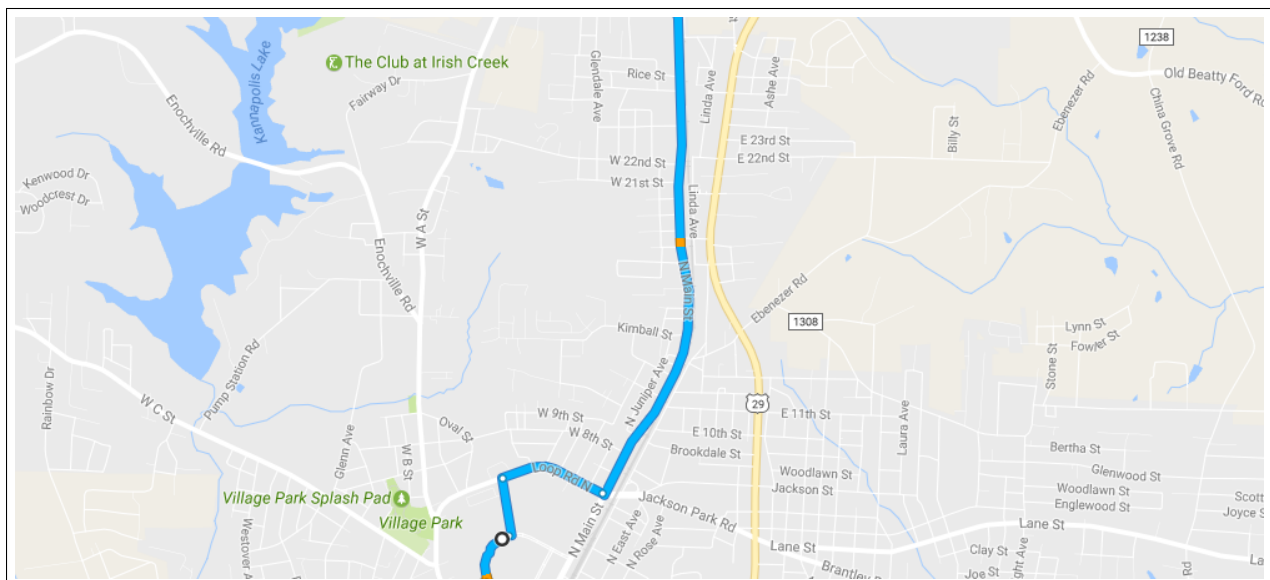 1238
Old Beatty Ford
China Grove Rd
Ebenezer Rd
Billy St
Ashe Ave
Linda Ave
Rice St
Glendale Ave
The Club at Irish Creek
Fairway Dr
Kannapolis Lake
Enochville Rd
E 23rd St
E 22nd St
W 22nd St
W 21st St
Kenwood Dr
Woodcrest Dr
W A St
Linda Ave
Enochville Rd
N Main St
Ebenezer Rd
1308
Lynn St
Fowler St
Stone St
Kimball St
Pump Station Rd
Rainbow Dr
W C St
N Juniper Ave
29
E 11th St
Laura Ave
W 9th St
W 8th St
Oval St
Glenn Ave
W B St
E 10th St
Brookdale St
Bertha St
Loop Rd N
Woodlawn St
Jackson St
Glenwood St
Woodlawn St
Englewood St
Village Park Splash Pad
Village Park
N Main St
Jackson Park Rd
N East Ave
N Rose Ave
Lane St
Lane St
Clay St
Joe St